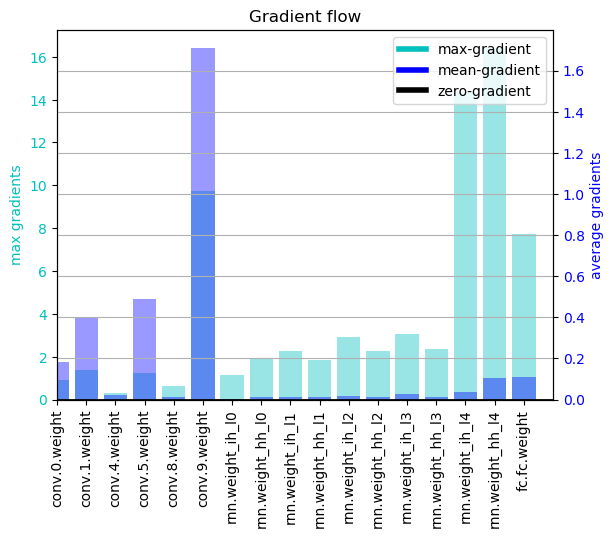 Gradient flow
max-gradient
mean-gradient
zero-gradient
16
14
12
10
8
6
4
2
0
max gradients
1.6
1.4
1.2
1.0
0.8
0.6
0.4
0.2
0.0
average gradients
conv.0.weight
conv.1.weight
conv.4.weight
conv.5.weight
conv.8.weight
conv.9.weight
rnn.weight_ih_l0
rnn.weight_hh_l0
rnn.weight_ih_l1
rnn.weight_hh_l1
rnn.weight_ih_l2
rnn.weight_hh_l2
rnn.weight_ih_l3
rnn.weight_hh_l3
rnn.weight_ih_l4
rnn.weight_hh_l4
fc.fc.weight